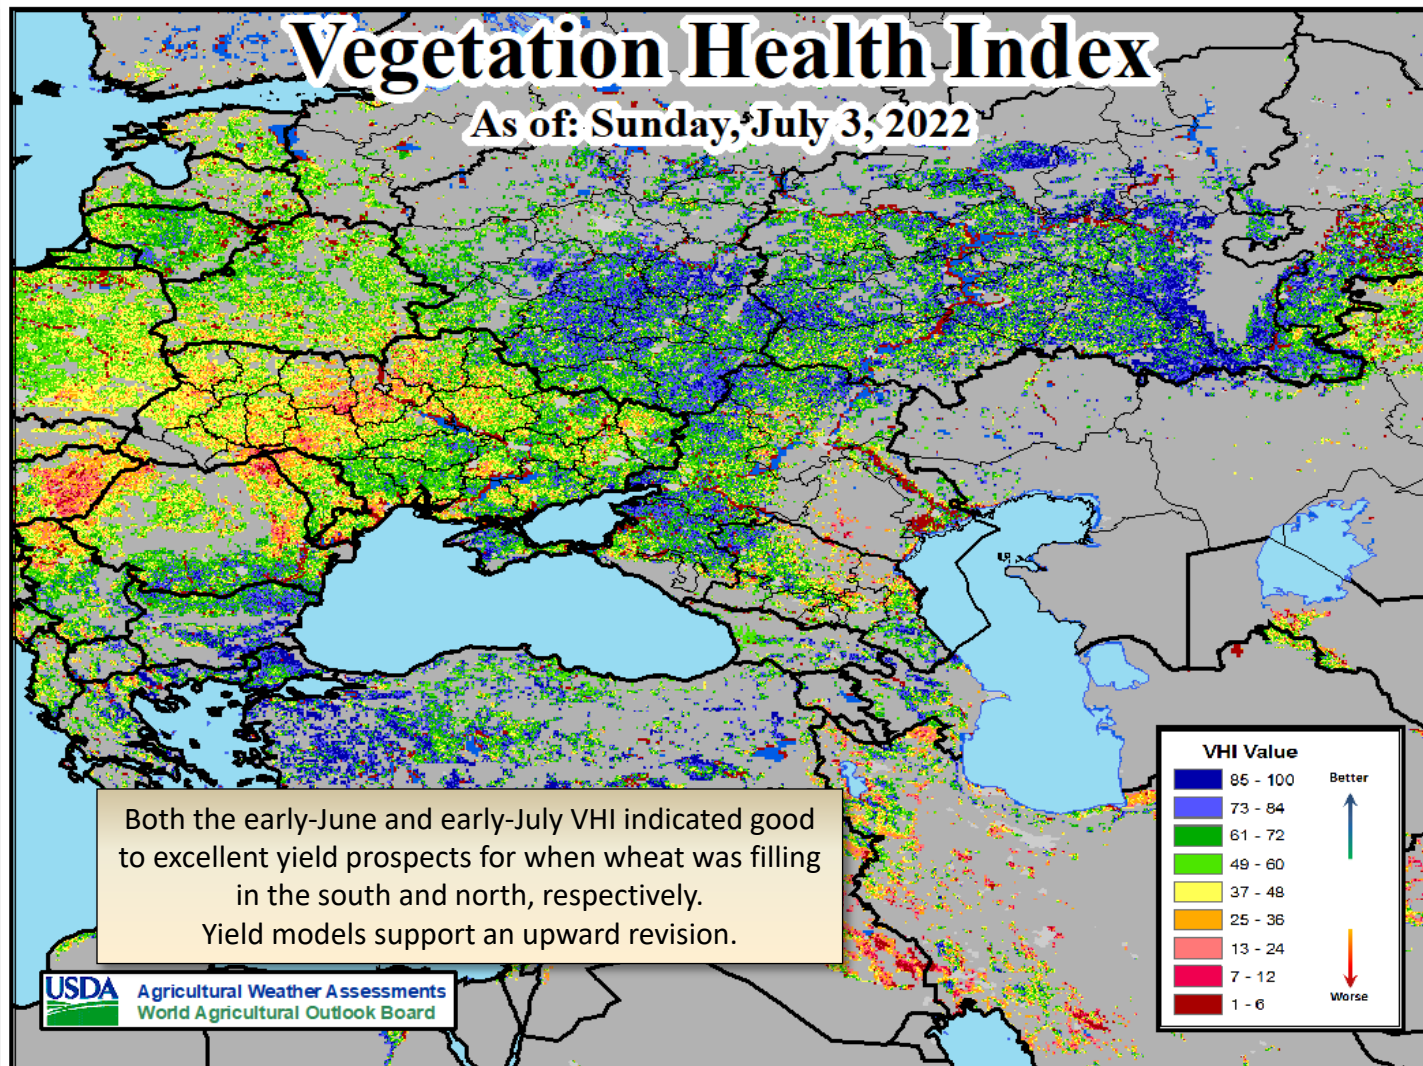 Vegetation Health Index
As of: Sunday, July 3, 2022
VHI Value
85 - 100
Better
73 - 84
61 - 72
49 - 60
37 - 48
25 - 36
13 - 24
7 - 12
Worse
1 - 6
Both the early-June and early-July VHI indicated good
to excellent yield prospects for when wheat was filling
in the south and north, respectively.
Yield models support an upward revision.
USDA
Agricultural Weather Assessments
World Agricultural Outlook Board